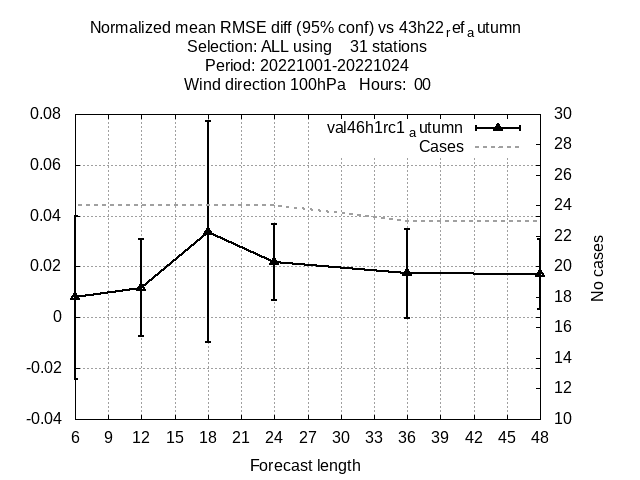 Normalized mean RMSE diff (95% conf) vs 43h22refautumn
Selection: ALL using 31 stations
Period: 20221001-20221024
Wind direction 100hPa Hours: 00
val46h1rc1autumn
Cases
0.08
0.06
0.04
0.02
0
-0.02
-0.04
30
28
26
24
22
20
18
16
14
12
10
No cases
6 9 12 15 18 21 24 27 30 33 36 39 42 45 48
Forecast length